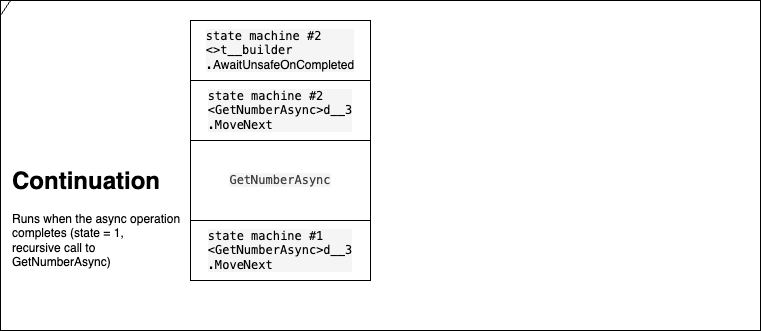 state machine #2
<>t__builder
.AwaitUnsafeOnCompleted
state machine #2
<GetNumberAsync>d__3
.MoveNext
GetNumberAsync
state machine #1
<GetNumberAsync>d__3
.MoveNext
Continuation
Runs when the async operation
completes (state = 1,
recursive call to
GetNumberAsync)